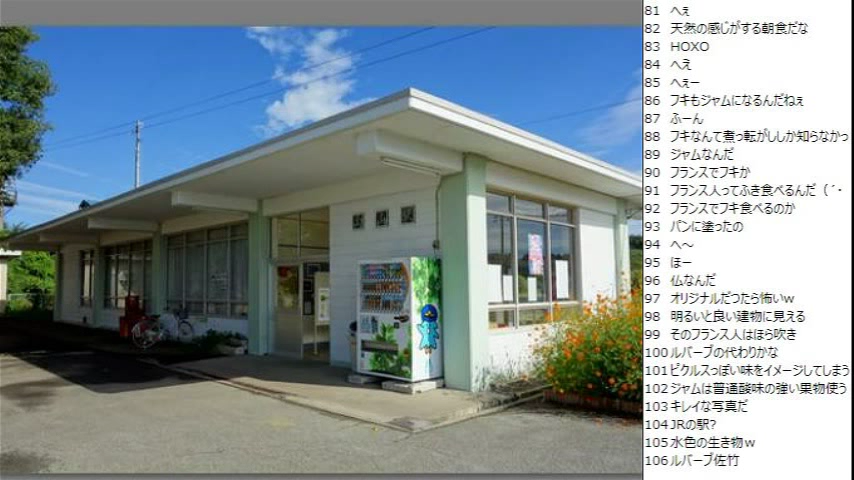 81 へぇ
82 天然の感じがする朝食だな
83 HOXO
84 へえ
85 へぇー
86 フキもジャムになるんだねぇ
87 ふーん
88 フキなんて煮っ転がししか知らなかっ
89 ジャムなんだ
90 フランスでフキか
91 フランス人ってふき食べるんだ（´・
92 フランスでフキ食べるのか
93 パンに塗ったの
94 へ～
95 ほー
96 仏なんだ
97 オリジナルだったら怖いｗ
98 明るいと良い建物に見える
99 そのフランス人はほら吹き
100 ルバーブの代わりかな
101 ピクルスっぽい味をイメージしてしまう
102 ジャムは普通酸味の強い果物使う
103 キレイな写真だ
104 JRの駅?
105 水色の生き物ｗ
106 ルバーブ佐竹